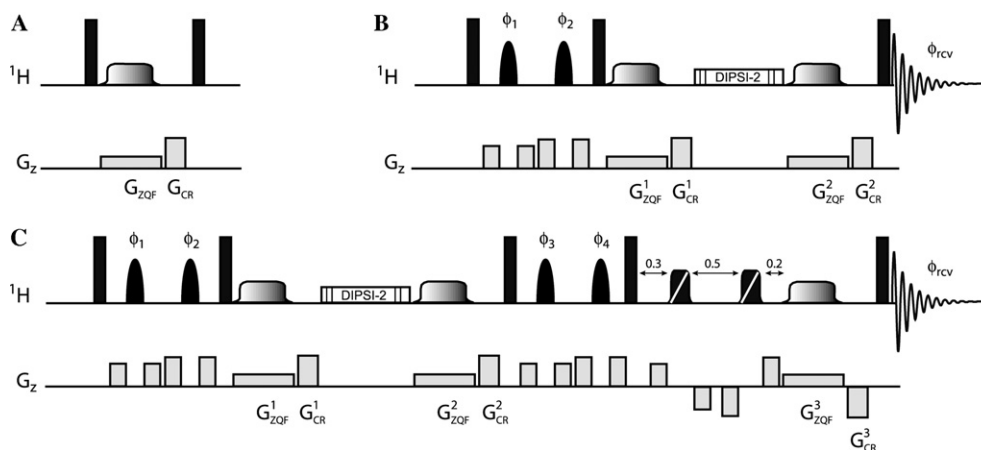 A
B
ϕ1 ϕ2
ϕrcv
1H
1H
DIPSI-2
Gz
Gz
GZQF GCR
G1ZQF G1CR G2ZQF G2CR
C
ϕ1 ϕ2 ϕ3 ϕ4
0.3 0.5 0.2
ϕrcv
1H
DIPSI-2
Gz
G1ZQF G1CR G2ZQF G2CR G3ZQF
G3CR